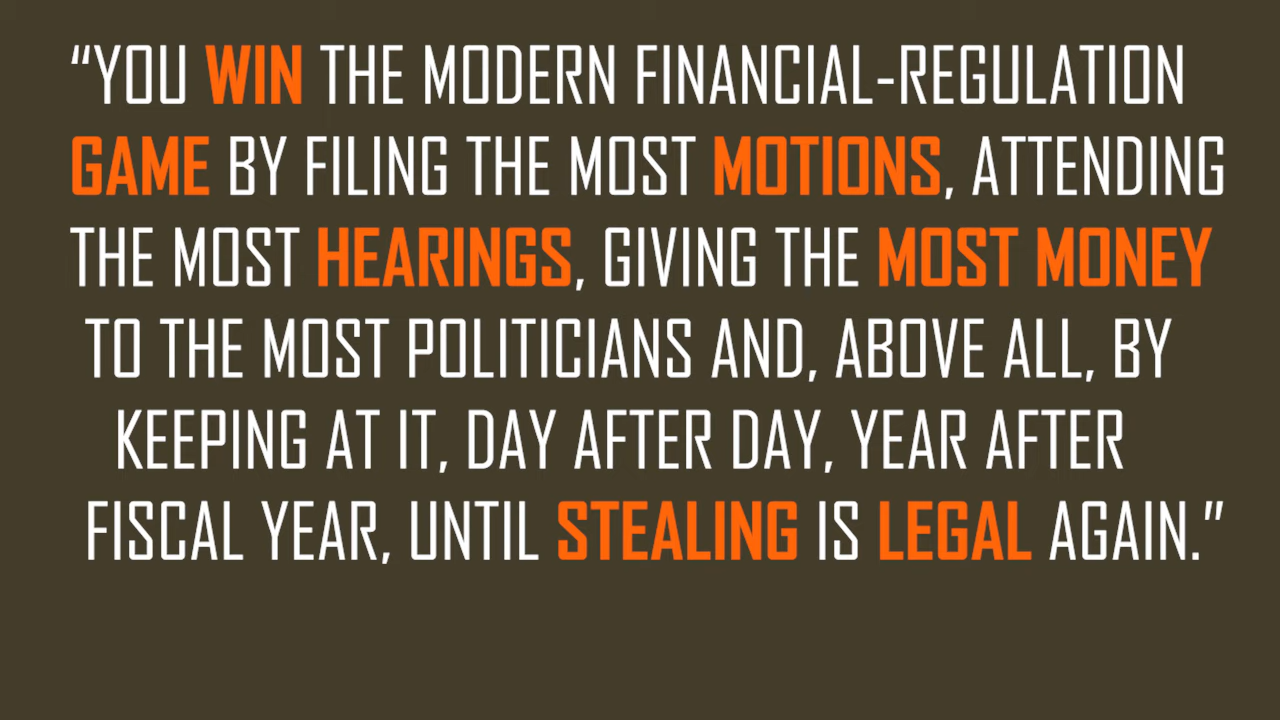 “YOU WIN THE MODERN FINANCIAL-REGULATION
GAME BY FILING THE MOST MOTIONS, ATTENDING
THE MOST HEARINGS, GIVING THE MOST MONEY
TO THE MOST POLITICIANS AND, ABOVE ALL, BY
KEEPING AT IT, DAY AFTER DAY, YEAR AFTER
FISCAL YEAR, UNTIL STEALING IS LEGAL AGAIN.”